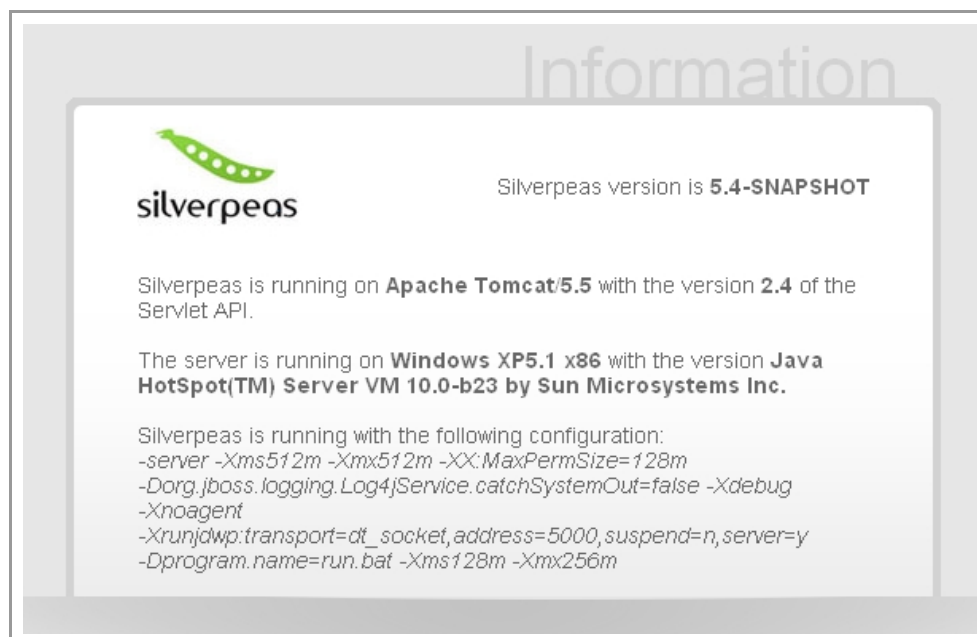 Information
silverpeas
Silverpeas version is 5.4-SNAPSHOT
Silverpeas is running on Apache Tomcat/5.5 with the version 2.4 of the
Servlet API.
The server is running on Windows XP5.1 x86 with the version Java
HotSpot(TM) Server VM 10.0-b23 by Sun Microsystems Inc.
Silverpeas is running with the following configuration:
-server -Xms512m -Xmx512m -XX:MaxPermSize=128m
-Dorg.jboss.logging.Log4jService.catchSystemOut=false -Xdebug
-Xnoagent
-Xrunjdwp:transport=dt_socket,address=5000,suspend=n,server=y
-Dprogram.name=run.bat -Xms128m -Xmx256m